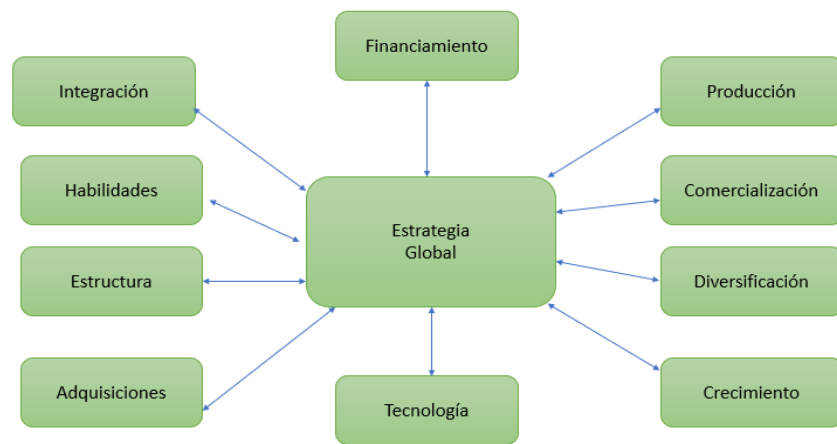 Financiamiento
Integración
Producción
Habilidades
Comercialización
Estrategia
Global
Estructura
Diversificación
Adquisiciones
Tecnología
Crecimiento